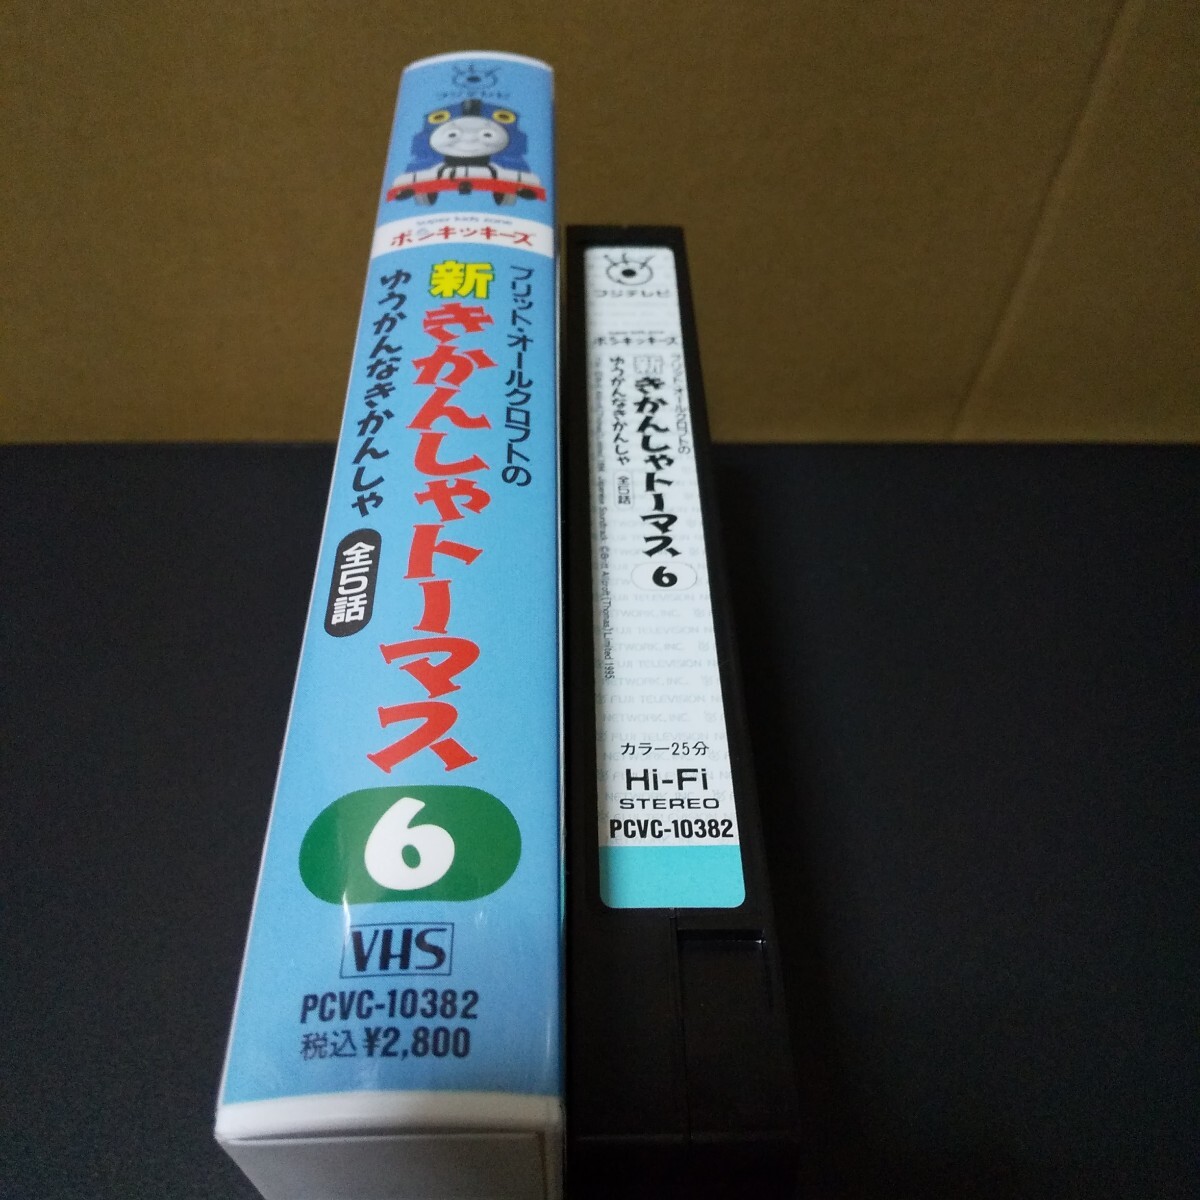 フジテレビ
super kids zone
ポンキッキーズ
ブリット・オールクロフトの
新きかんしゃトーマス
ゆうかんなきかんしゃ
全5話
6
VHS
PCVC-10382
税込¥2,800
フジテレビ
ポンキッキーズ
ブリット・オールクロフトの
新きかんしゃトーマス
ゆうかんなきかんしゃ
全5話
6
カラー25分
Hi-Fi
STEREO
PCVC-10382